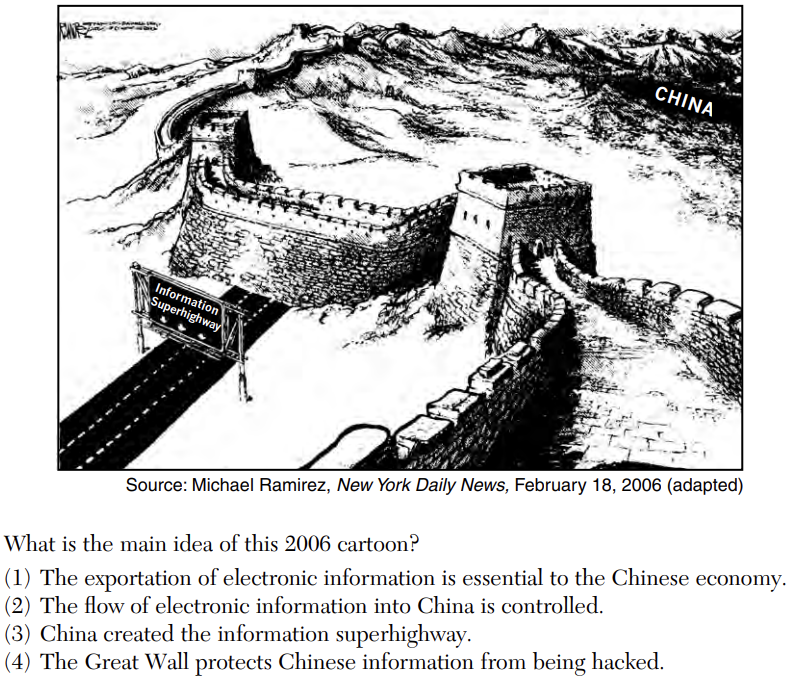 CHINA
Information
Superhighway
Source: Michael Ramirez, New York Daily News, February 18, 2006 (adapted)
What is the main idea of this 2006 cartoon?
(1) The exportation of electronic information is essential to the Chinese economy.
(2) The flow of electronic information into China is controlled.
(3) China created the information superhighway.
(4) The Great Wall protects Chinese information from being hacked.